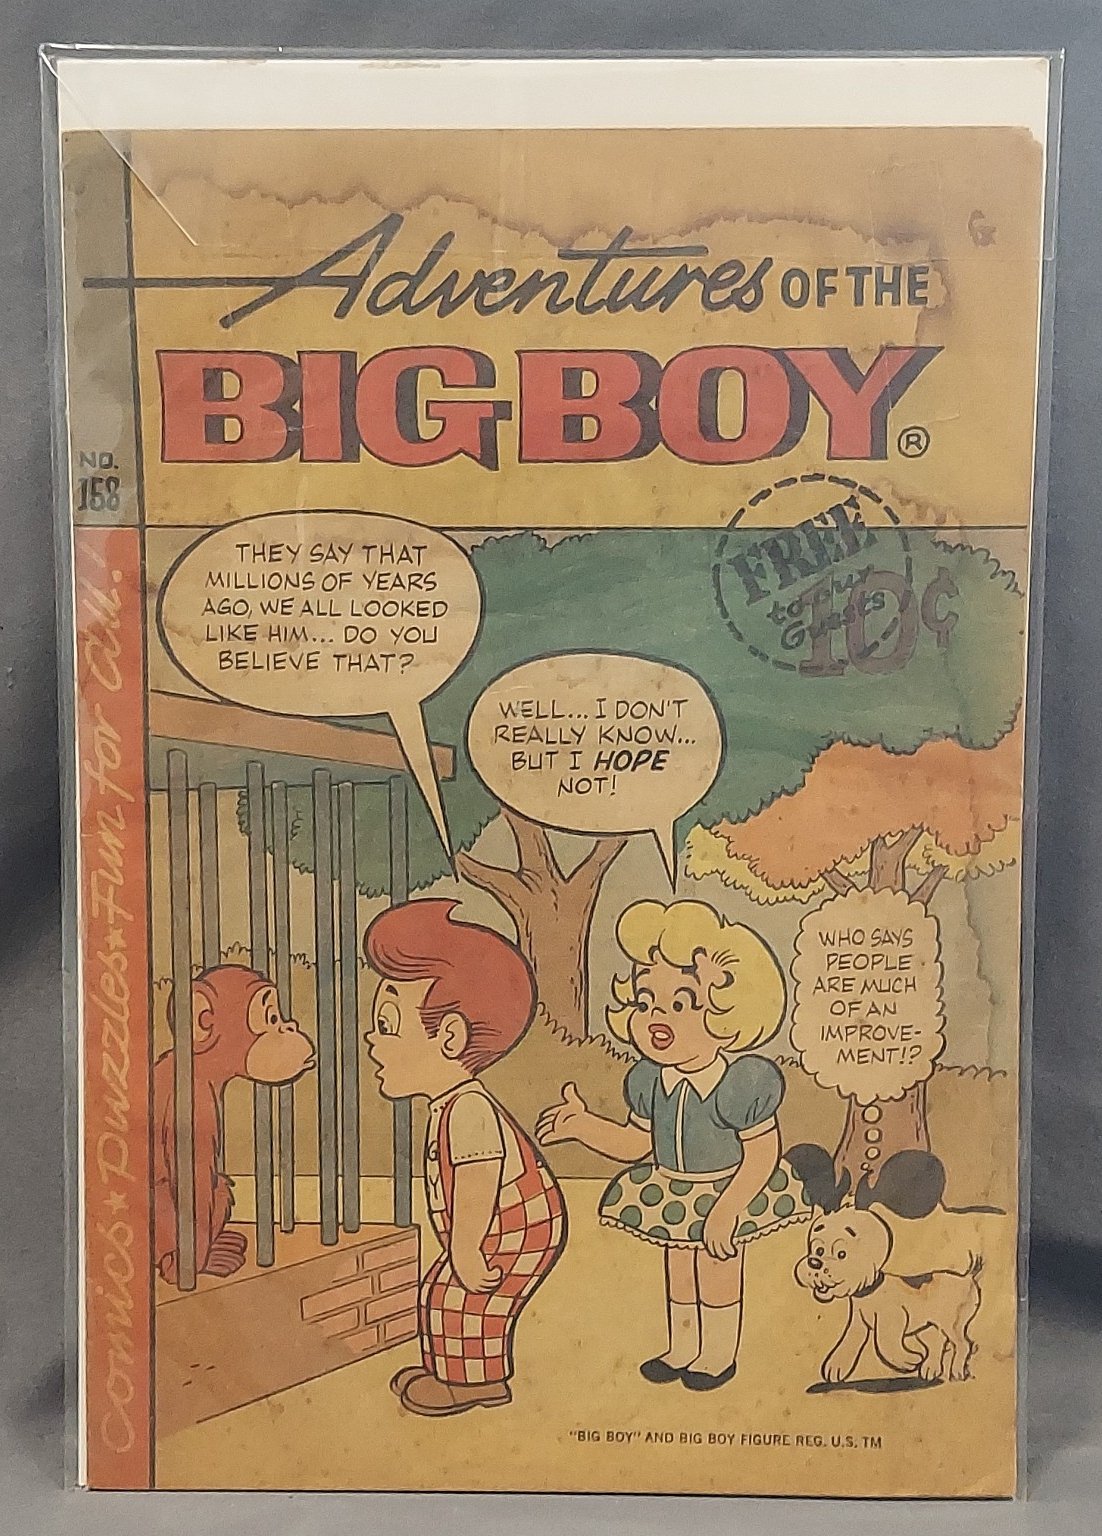 Adventures OF THE
BIG BOY®
NO.
158
Comics★Puzzles★Fun for all!
FREE
to our
Guests
10¢
THEY SAY THAT
MILLIONS OF YEARS
AGO, WE ALL LOOKED
LIKE HIM... DO YOU
BELIEVE THAT?
WELL... I DON'T
REALLY KNOW...
BUT I HOPE
NOT!
WHO SAYS
PEOPLE
ARE MUCH
OF AN
IMPROVE-
MENT!?
"BIG BOY" AND BIG BOY FIGURE REG. U.S. TM